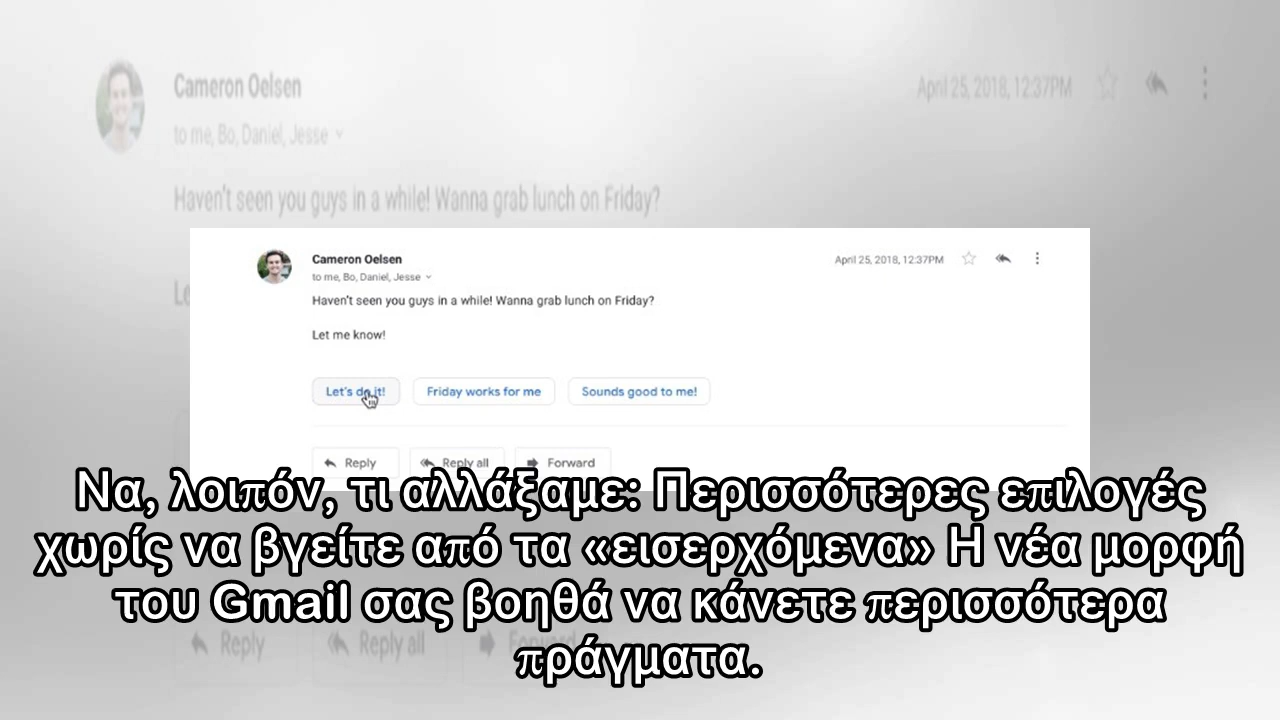 Cameron Oelsen
April 25, 2018, 12:37PM
to me, Bo, Daniel, Jesse
Haven't seen you guys in a while! Wanna grab lunch on Friday?
Cameron Oelsen
April 25, 2018, 12:37PM
to me, Bo, Daniel, Jesse
Haven't seen you guys in a while! Wanna grab lunch on Friday?
Let me know!
Let's do it!
Friday works for me
Sounds good to me!
Reply
Reply all
Forward
Να, λοιπόν, τι αλλάξαμε: Περισσότερες επιλογές
χωρίς να βγείτε από τα «εισερχόμενα» Η νέα μορφή
του Gmail σας βοηθά να κάνετε περισσότερα
πράγματα.
Reply
Reply all